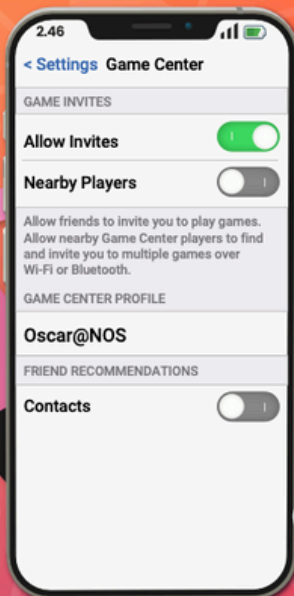 2.46
< Settings Game Center
GAME INVITES
Allow Invites
Nearby Players
Allow friends to invite you to play games.
Allow nearby Game Center players to find
and invite you to multiple games over
Wi-Fi or Bluetooth.
GAME CENTER PROFILE
Oscar@NOS
FRIEND RECOMMENDATIONS
Contacts